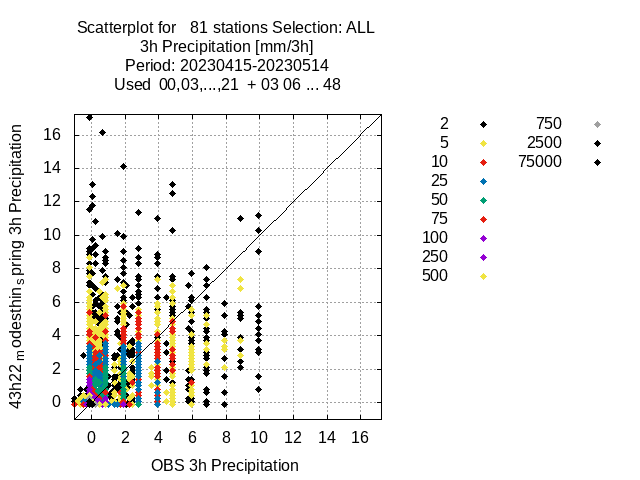 Scatterplot for 81 stations Selection: ALL
3h Precipitation [mm/3h]
Period: 20230415-20230514
Used 00,03,...,21 + 03 06 ... 48
43h22 m odesthin s pring 3h Precipitation
16
14
12
10
8
6
4
2
0
0 2 4 6 8 10 12 14 16
OBS 3h Precipitation
2 750
5 2500
10 75000
25
50
75
100
250
500